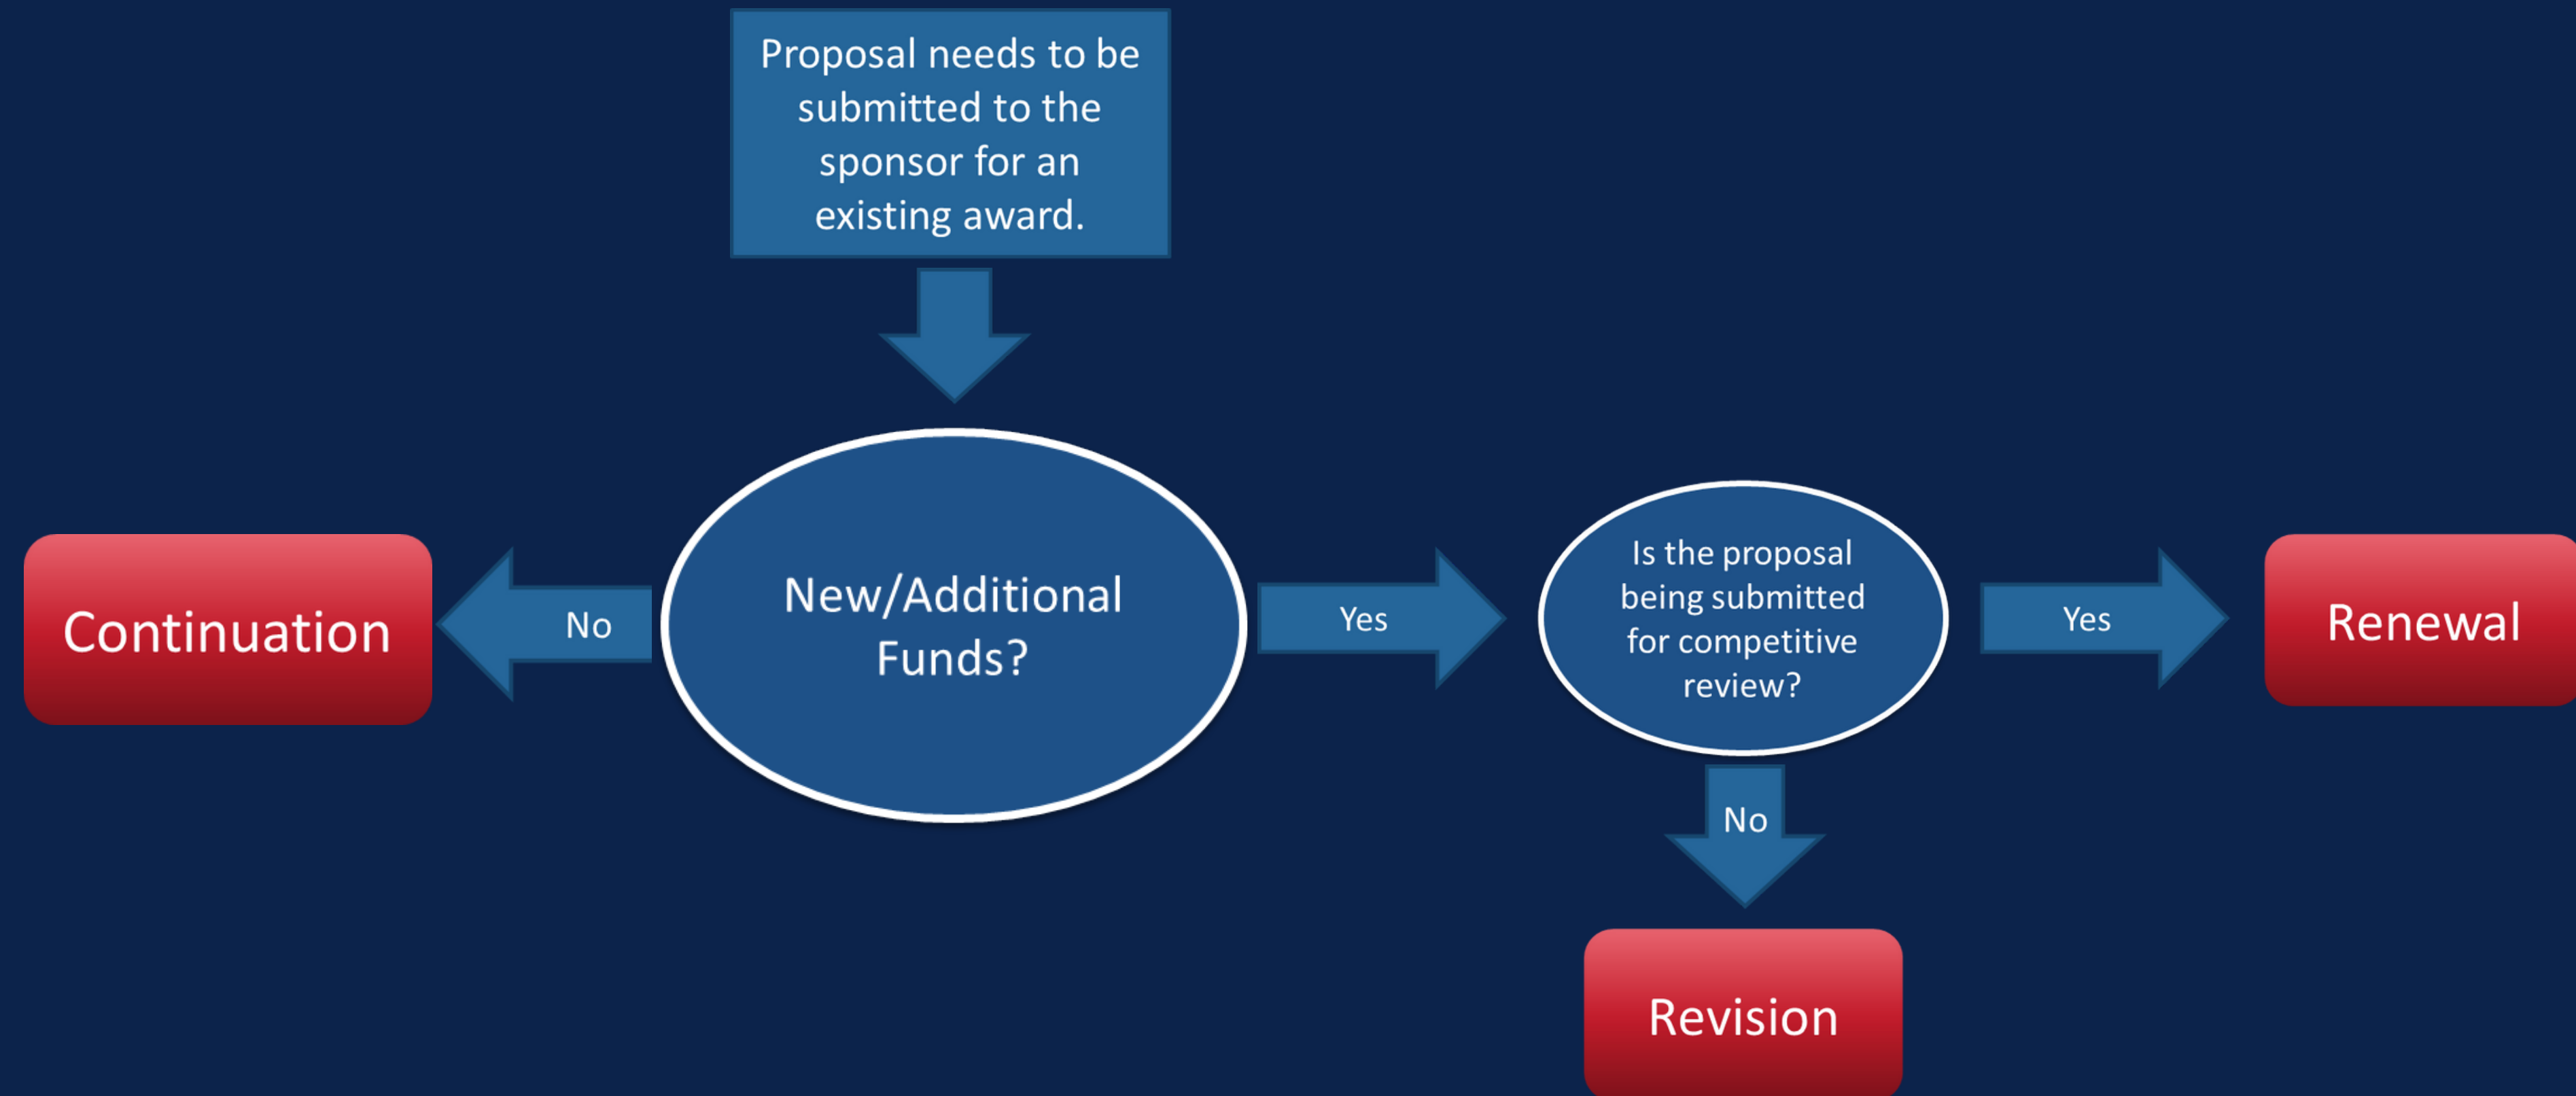 Proposal needs to be
submitted to the
sponsor for an
existing award.
New/Additional
Funds?
No
Continuation
Yes
Is the proposal
being submitted
for competitive
review?
Yes
Renewal
No
Revision